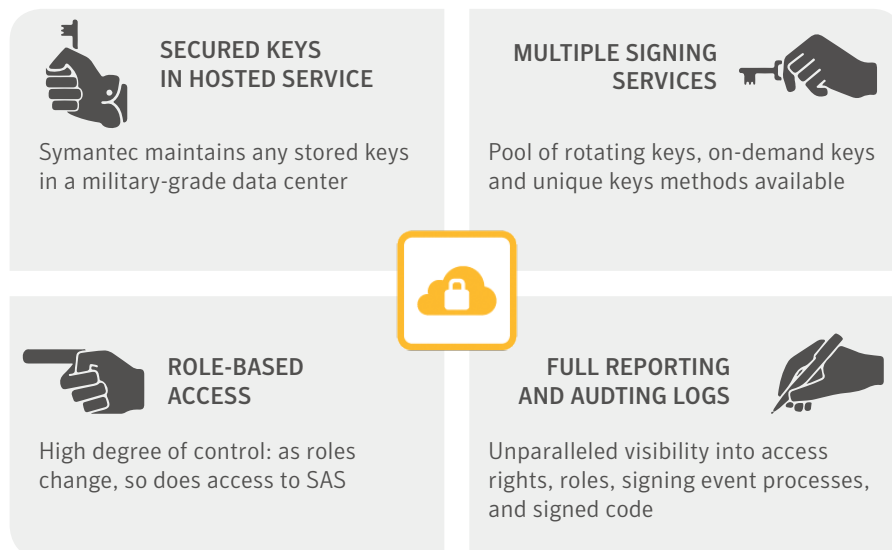 SECURED KEYS
IN HOSTED SERVICE
Symantec maintains any stored keys
in a military-grade data center
MULTIPLE SIGNING
SERVICES
Pool of rotating keys, on-demand keys
and unique keys methods available
ROLE-BASED
ACCESS
High degree of control: as roles
change, so does access to SAS
FULL REPORTING
AND AUDTING LOGS
Unparalleled visibility into access
rights, roles, signing event processes,
and signed code